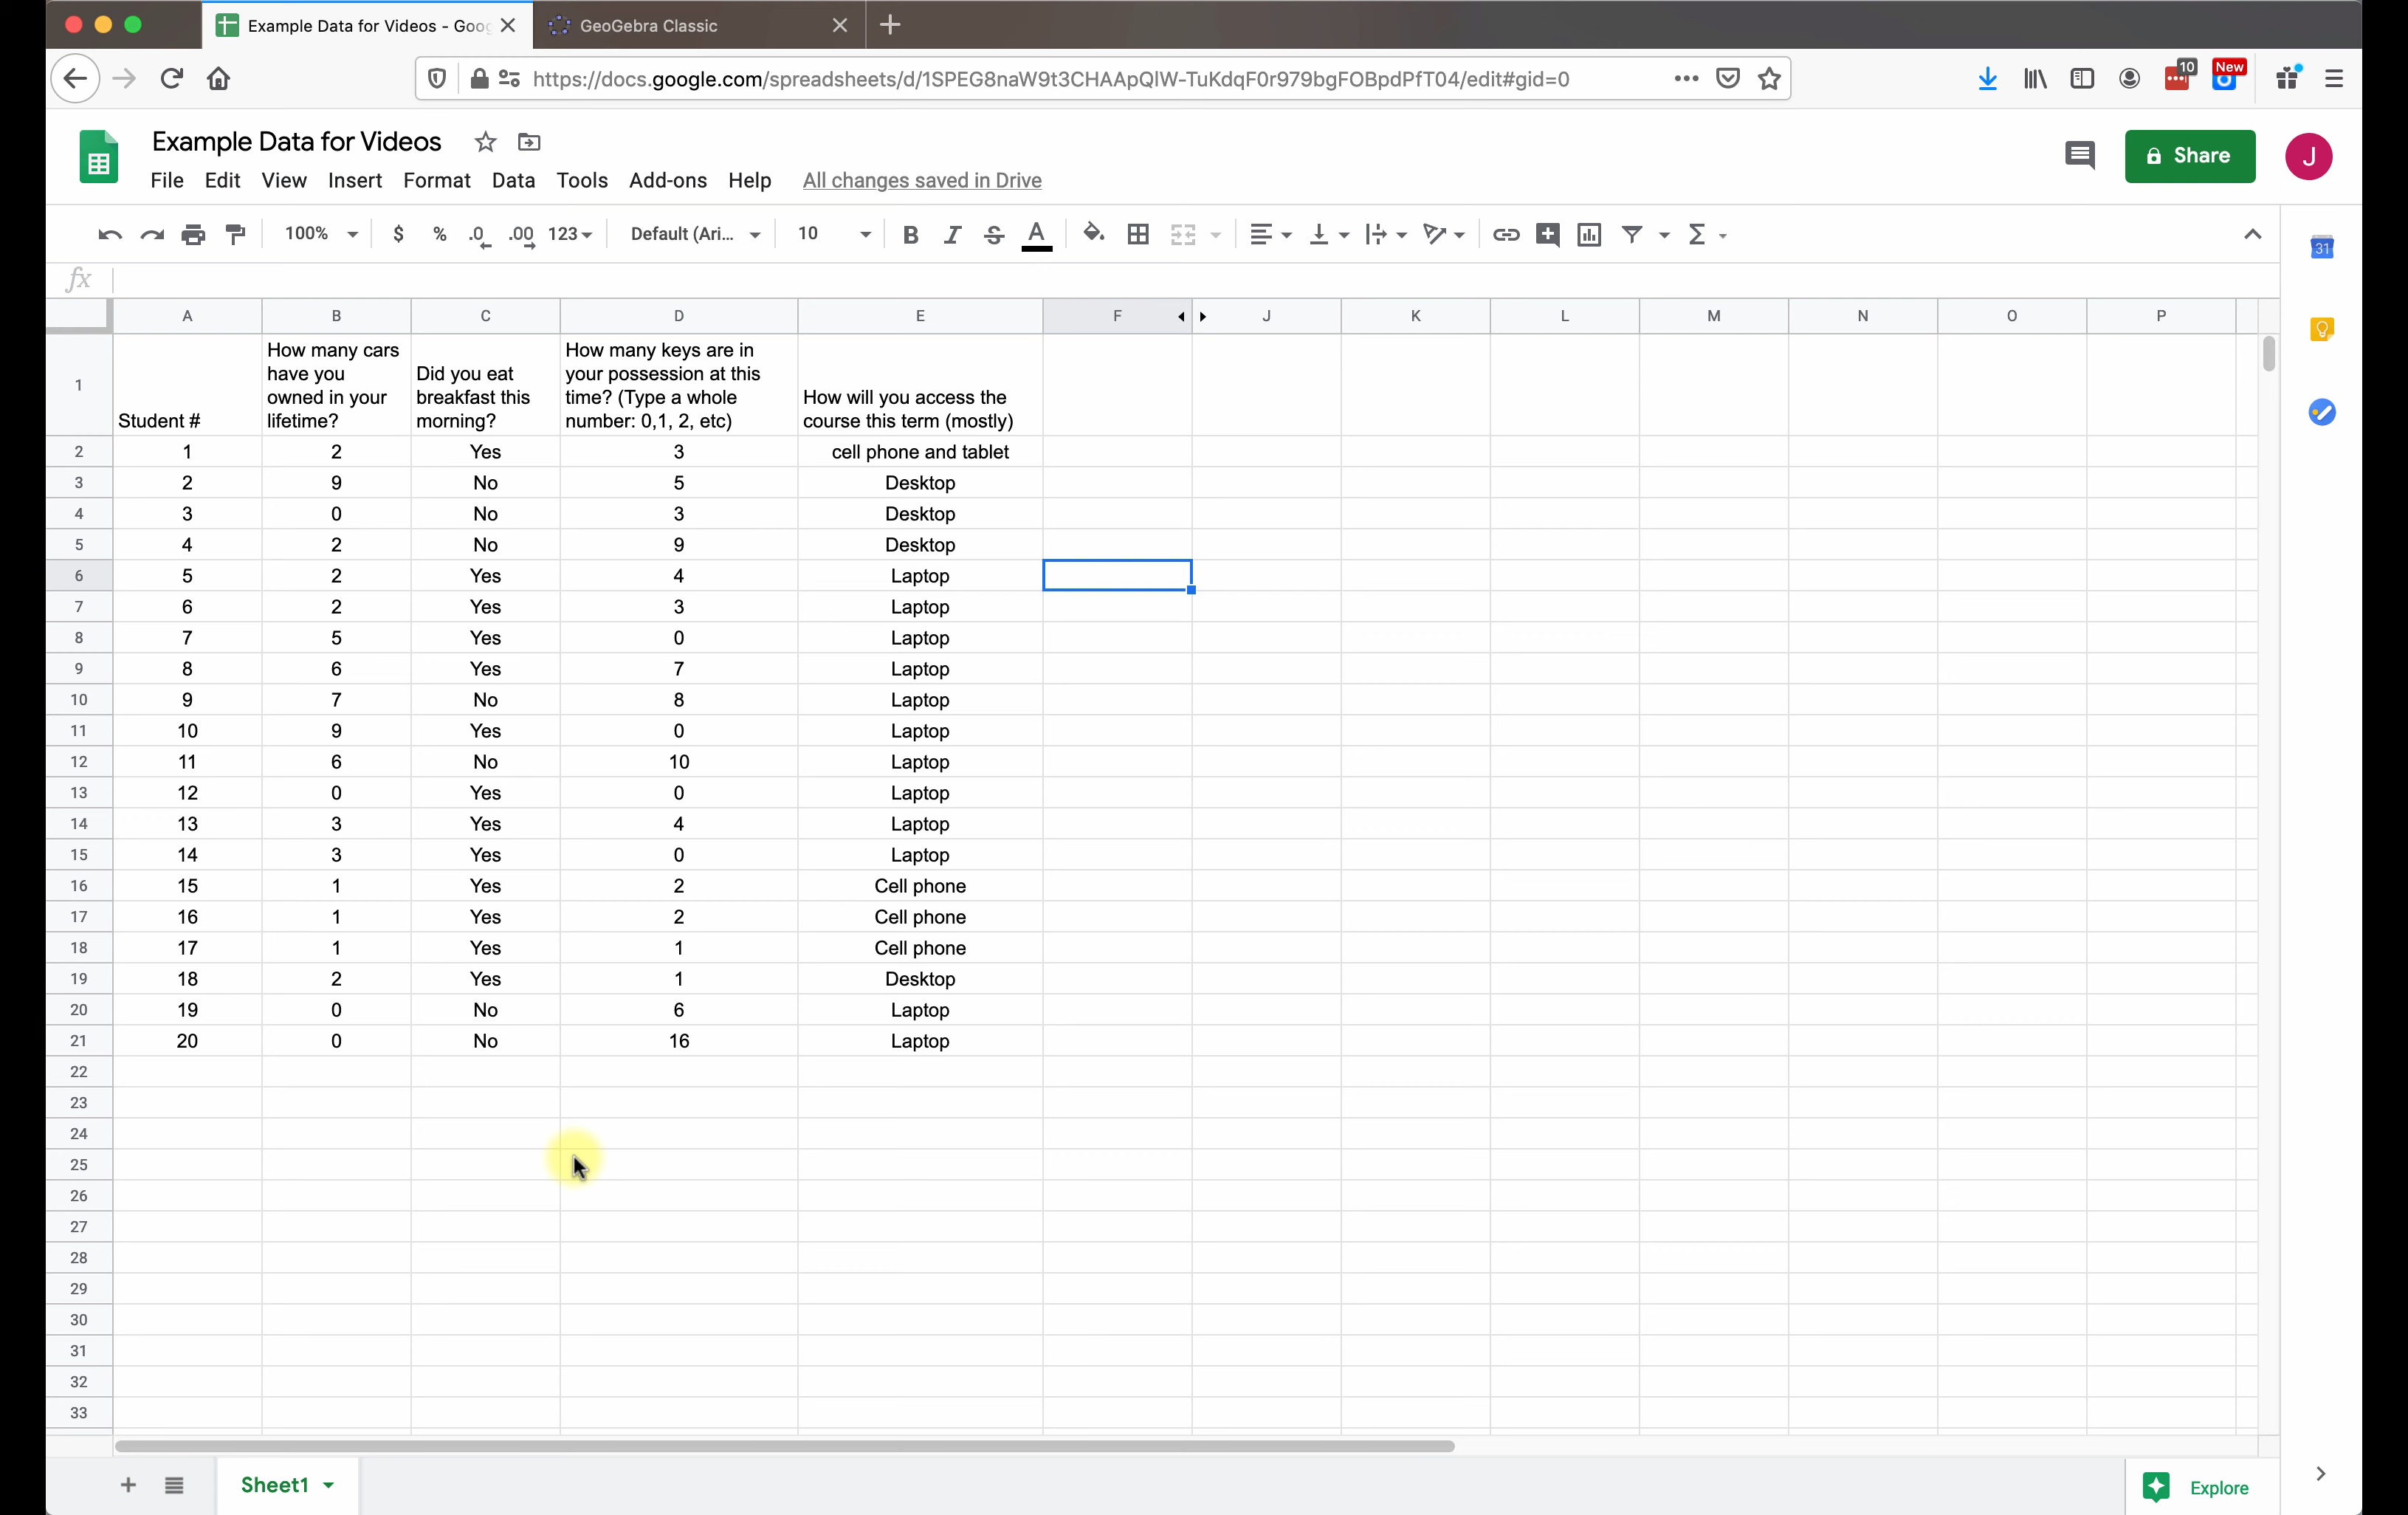 Example Data for Videos - Goog
GeoGebra Classic
https://docs.google.com/spreadsheets/d/1SPEG8naW9t3CHAApQlW-TuKdqF0r979bgFOBpdPfT04/edit#gid=0
10
New
Example Data for Videos
File Edit View Insert Format Data Tools Add-ons Help All changes saved in Drive
Share
J
100% $ % .0 .00 123 Default (Ari... 10 B I S A
31
fx
A B C D E F J K L M N O P
1 Student # How many cars have you owned in your lifetime? Did you eat breakfast this morning? How many keys are in your possession at this time? (Type a whole number: 0,1, 2, etc) How will you access the course this term (mostly)
2 1 2 Yes 3 cell phone and tablet
3 2 9 No 5 Desktop
4 3 0 No 3 Desktop
5 4 2 No 9 Desktop
6 5 2 Yes 4 Laptop
7 6 2 Yes 3 Laptop
8 7 5 Yes 0 Laptop
9 8 6 Yes 7 Laptop
10 9 7 No 8 Laptop
11 10 9 Yes 0 Laptop
12 11 6 No 10 Laptop
13 12 0 Yes 0 Laptop
14 13 3 Yes 4 Laptop
15 14 3 Yes 0 Laptop
16 15 1 Yes 2 Cell phone
17 16 1 Yes 2 Cell phone
18 17 1 Yes 1 Cell phone
19 18 2 Yes 1 Desktop
20 19 0 No 6 Laptop
21 20 0 No 16 Laptop
22
23
24
25
26
27
28
29
30
31
32
33
Sheet1
Explore